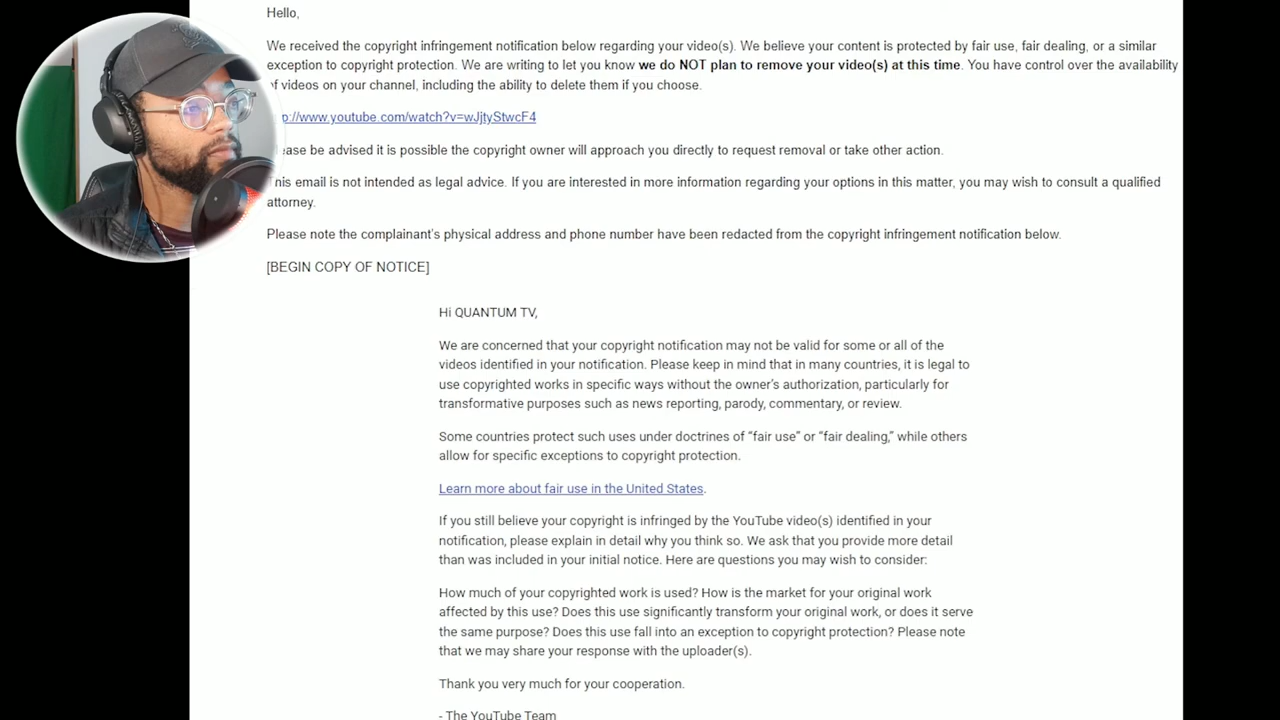 Hello,
We received the copyright infringement notification below regarding your video(s). We believe your content is protected by fair use, fair dealing, or a similar
exception to copyright protection. We are writing to let you know we do NOT plan to remove your video(s) at this time. You have control over the availability
of videos on your channel, including the ability to delete them if you choose.
p://www.youtube.com/watch?v=wJjtyStwcF4
ease be advised it is possible the copyright owner will approach you directly to request removal or take other action.
This email is not intended as legal advice. If you are interested in more information regarding your options in this matter, you may wish to consult a qualified
attorney.
Please note the complainant's physical address and phone number have been redacted from the copyright infringement notification below.
[BEGIN COPY OF NOTICE]
Hi QUANTUM TV,
We are concerned that your copyright notification may not be valid for some or all of the
videos identified in your notification. Please keep in mind that in many countries, it is legal to
use copyrighted works in specific ways without the owner's authorization, particularly for
transformative purposes such as news reporting, parody, commentary, or review.
Some countries protect such uses under doctrines of “fair use” or “fair dealing,” while others
allow for specific exceptions to copyright protection.
Learn more about fair use in the United States.
If you still believe your copyright is infringed by the YouTube video(s) identified in your
notification, please explain in detail why you think so. We ask that you provide more detail
than was included in your initial notice. Here are questions you may wish to consider:
How much of your copyrighted work is used? How is the market for your original work
affected by this use? Does this use significantly transform your original work, or does it serve
the same purpose? Does this use fall into an exception to copyright protection? Please note
that we may share your response with the uploader(s).
Thank you very much for your cooperation.
- The YouTube Team